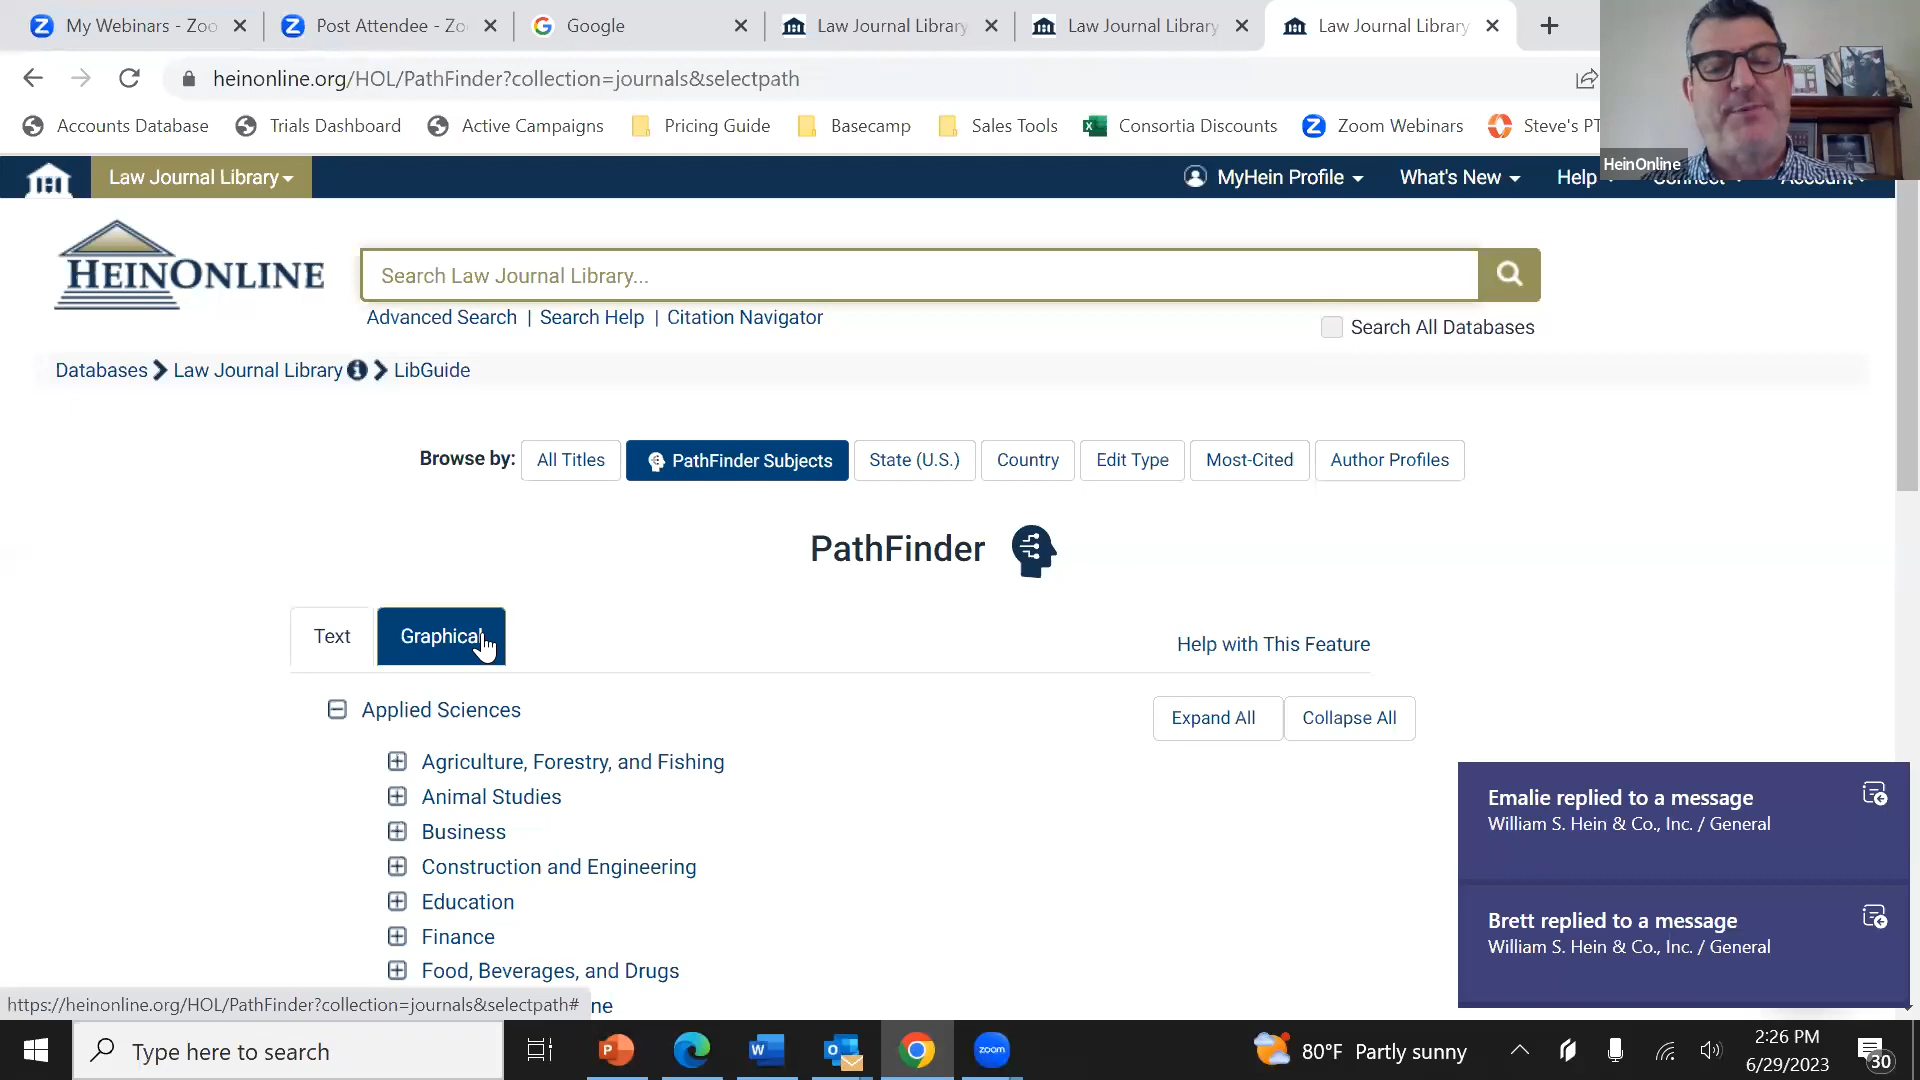 My Webinars - Zoo
Post Attendee - Zo
Google
Law Journal Library
Law Journal Library
Law Journal Library
heinonline.org/HOL/PathFinder?collection=journals&selectpath
Accounts Database
Trials Dashboard
Active Campaigns
Pricing Guide
Basecamp
Sales Tools
Consortia Discounts
Zoom Webinars
Steve's PT
HeinOnline
Law Journal Library
MyHein Profile
What's New
Help
Connect
Account
HEINONLINE
Search Law Journal Library...
Advanced Search | Search Help | Citation Navigator
Search All Databases
Databases
Law Journal Library
LibGuide
Browse by:
All Titles
PathFinder Subjects
State (U.S.)
Country
Edit Type
Most-Cited
Author Profiles
PathFinder
Text
Graphical
Help with This Feature
Applied Sciences
Expand All
Collapse All
Agriculture, Forestry, and Fishing
Animal Studies
Business
Construction and Engineering
Education
Finance
Food, Beverages, and Drugs
ne
https://heinonline.org/HOL/PathFinder?collection=journals&selectpath#
Emalie replied to a message
William S. Hein & Co., Inc. / General
Brett replied to a message
William S. Hein & Co., Inc. / General
Type here to search
zoom
80°F Partly sunny
2:26 PM
6/29/2023
30